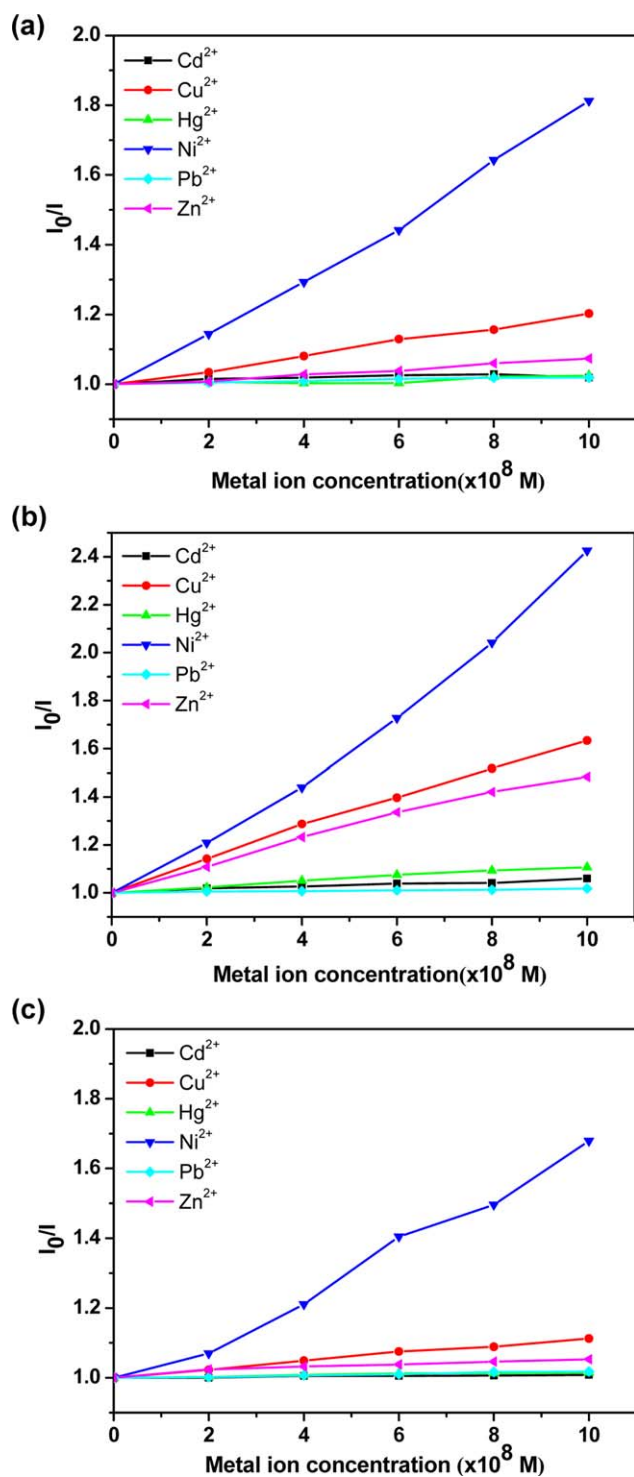 (a)
2.0
1.8
1.6
1.4
1.2
1.0
I₀/I
Cd²⁺
Cu²⁺
Hg²⁺
Ni²⁺
Pb²⁺
Zn²⁺
0 2 4 6 8 10
Metal ion concentration(x10⁸ M)
(b)
2.4
2.2
2.0
1.8
1.6
1.4
1.2
1.0
I₀/I
Cd²⁺
Cu²⁺
Hg²⁺
Ni²⁺
Pb²⁺
Zn²⁺
0 2 4 6 8 10
Metal ion concentration(x10⁸ M)
(c)
2.0
1.8
1.6
1.4
1.2
1.0
I₀/I
Cd²⁺
Cu²⁺
Hg²⁺
Ni²⁺
Pb²⁺
Zn²⁺
0 2 4 6 8 10
Metal ion concentration (x10⁸ M)